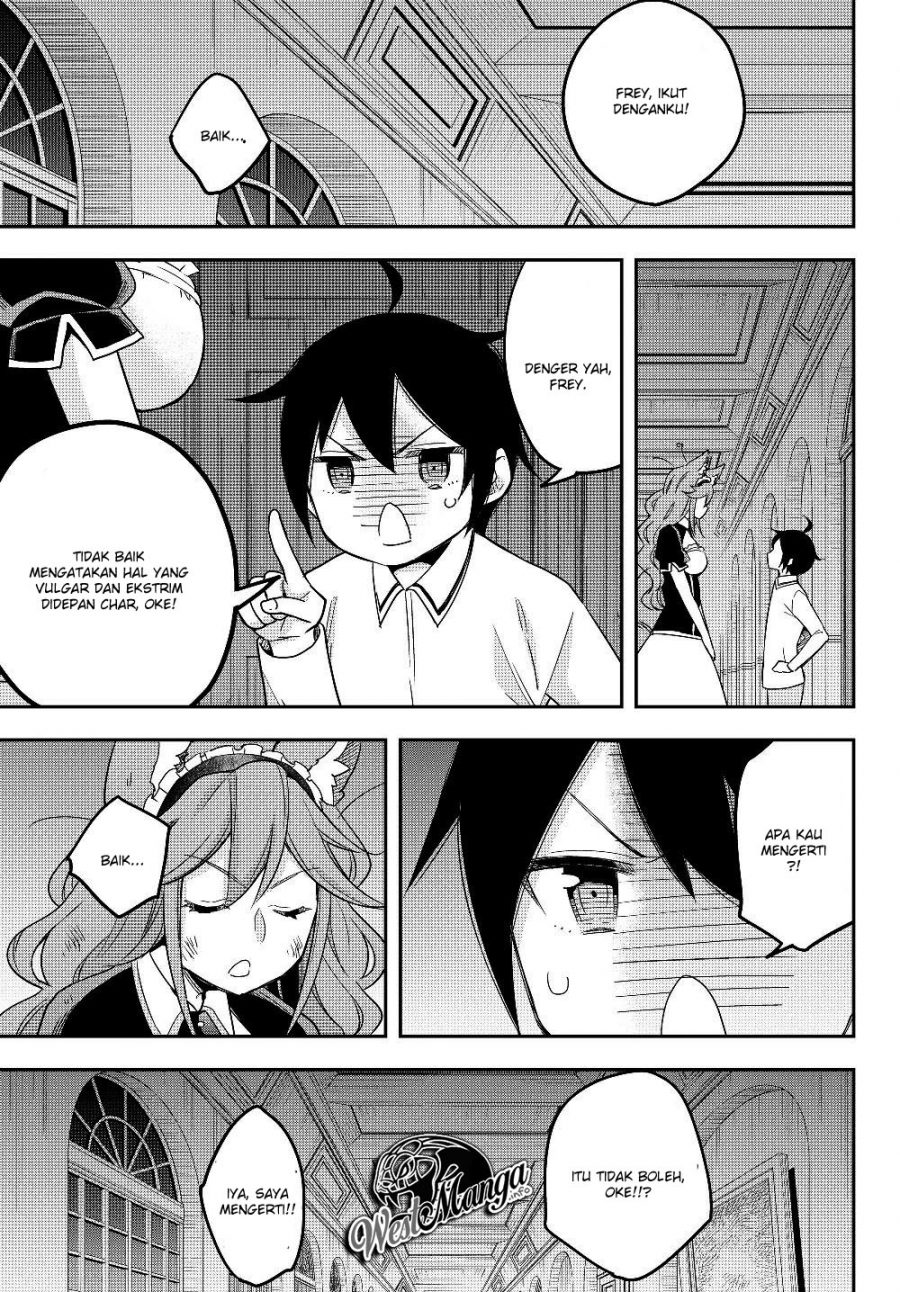 FREY, IKUT
DENGANKU!
BAIK...
DENGER YAH,
FREY.
TIDAK BAIK
MENGATAKAN HAL YANG
VULGAR DAN EKSTRIM
DIDEPAN CHAR, OKE!
APA KAU
MENGERTI
?!
BAIK...
ITU TIDAK BOLEH,
OKE!!?
IYA, SAYA
MENGERTI!!
WestManga
.info